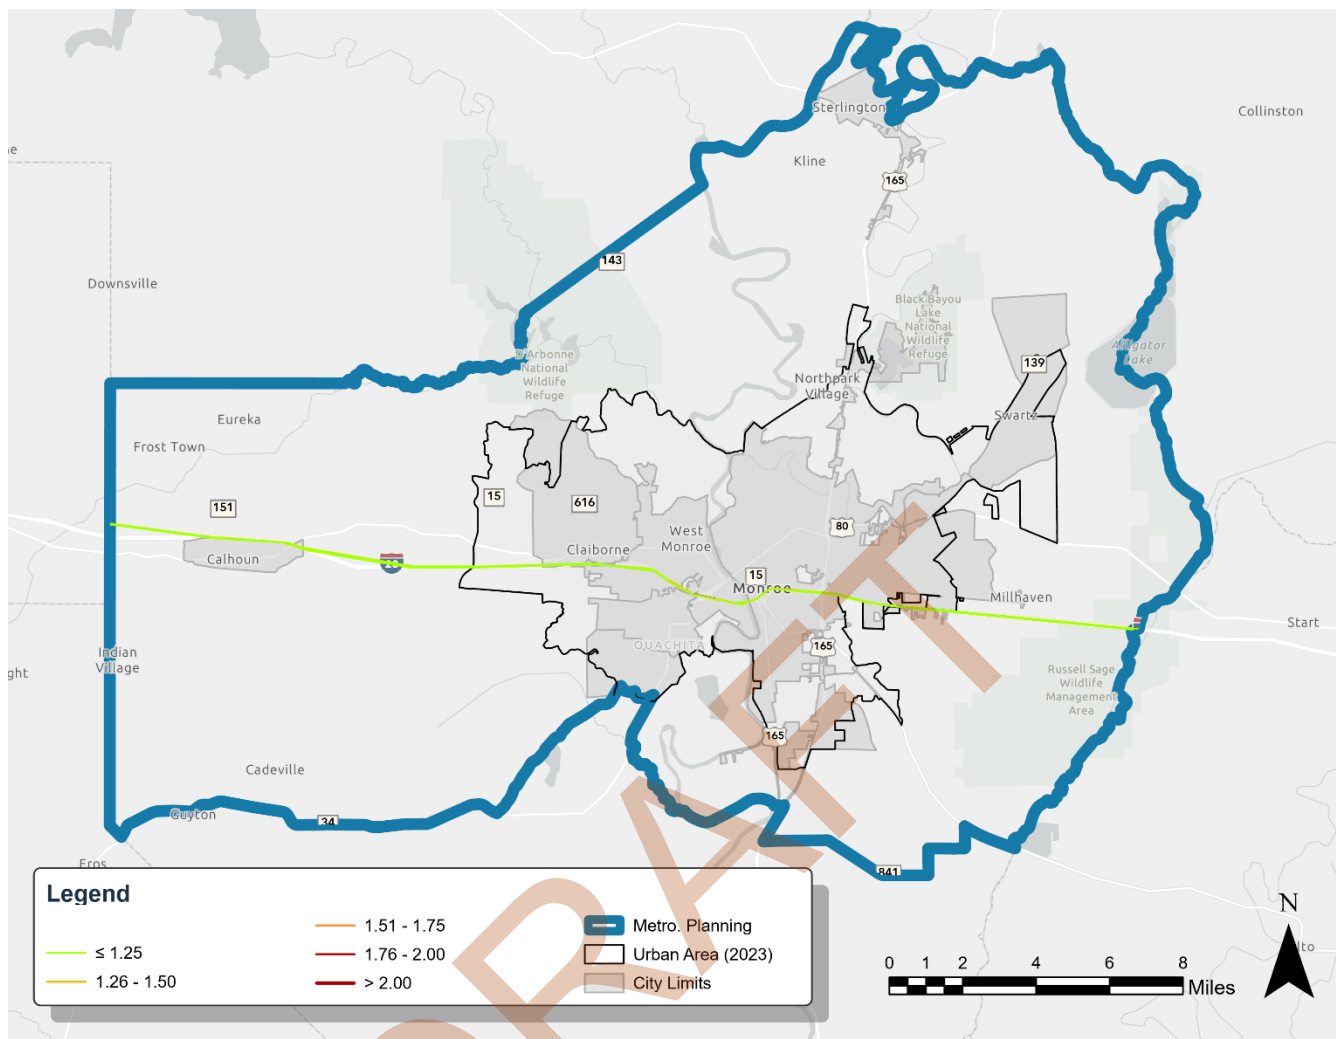 Sterlington
Collinston
ne
Kline
165
143
Downsville
Black Bayou
Lake
National
Wildlife
Refuge
Alligator
Lake
D'Arbonne
National
Wildlife
Refuge
139
Northpark
Village
Eureka
Swartz
Frost Town
15
616
151
80
West
Monroe
Claiborne
Calhoun
20
15
Monroe
Millhaven
Start
OUACHITA
165
Indian
Village
ght
Russell Sage
Wildlife
Management
Area
165
Cadeville
Guyton
34
Eros
841
Legend
≤ 1.25
1.26 - 1.50
1.51 - 1.75
1.76 - 2.00
> 2.00
Metro. Planning
Urban Area (2023)
City Limits
0 1 2 4 6 8
Miles
N
lto
DRAFT